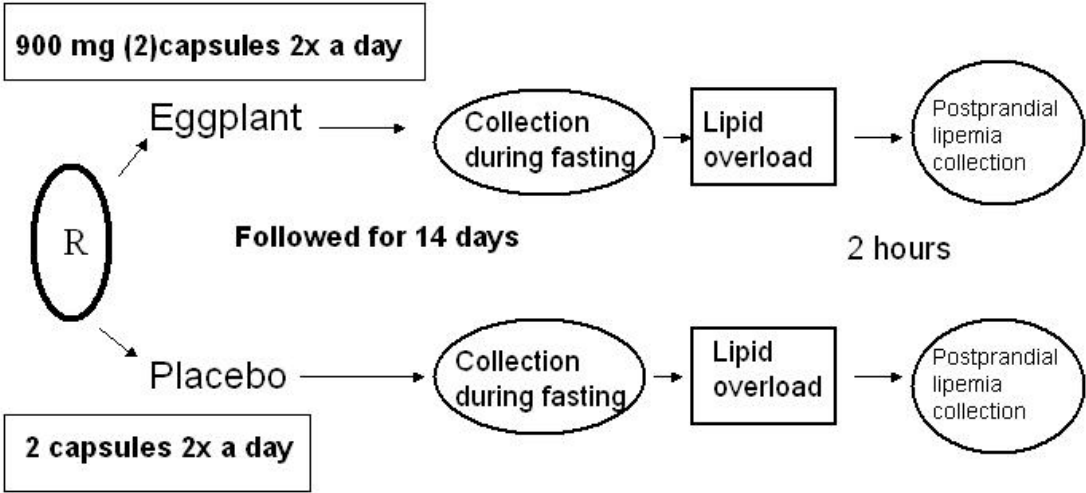 900 mg (2)capsules 2x a day
Eggplant
Collection
during fasting
Lipid
overload
Postprandial
lipemia
collection
R
Followed for 14 days
2 hours
Placebo
Collection
during fasting
Lipid
overload
Postprandial
lipemia
collection
2 capsules 2x a day